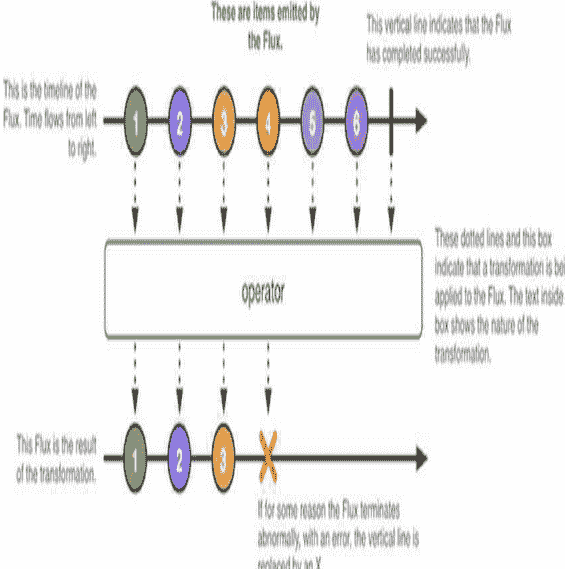 These are items emitted by
the Flux.
This vertical line indicates that the Flux
has completed successfully.
This is the timeline of the
Flux. Time flows from left
to right.
1 2 3 4 5 6
These dotted lines and this box
indicate that a transformation is bei
applied to the Flux. The text inside
box shows the nature of the
transformation.
operator
This Flux is the result
of the transformation.
1 2 3
If for some reason the Flux terminates
abnormally, with an error, the vertical line is
replaced by an X